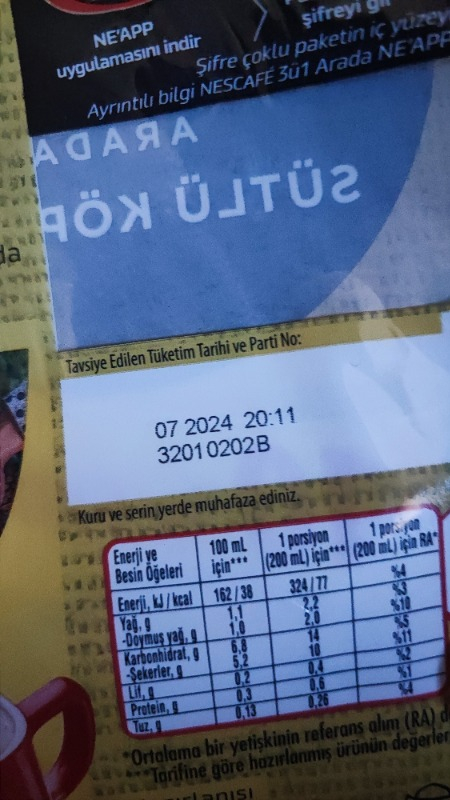 NE'APP
uygulamasını indir
şifreyi gir
Şifre çoklu paketin iç yüzey
Ayrıntılı bilgi NESCAFÉ 3ü1 Arada NE'APP
ARADA
SÜTLÜ KÖP
da
Tavsiye Edilen Tüketim Tarihi ve Parti No:
07 2024 20:11
32010202B
Kuru ve serin yerde muhafaza ediniz.
Enerji ve Besin Öğeleri 100 mL için*** 1 porsiyon (200 mL) için*** 1 porsiyon (200 mL) için RA*
Enerji, kJ / kcal 162 / 38 324 / 77 %4
Yağ, g 1,1 2,2 %3
-Doymuş yağ, g 1,0 2,0 %10
Karbonhidrat, g 6,8 14 %5
-Şekerler, g 5,2 10 %11
Lif, g 0,2 0,4 %2
Protein, g 0,3 0,6 %1
Tuz, g 0,13 0,26 %4
*Ortalama bir yetişkinin referans alım (RA) d
***Tarifine göre hazırlanmış ürünün değerler